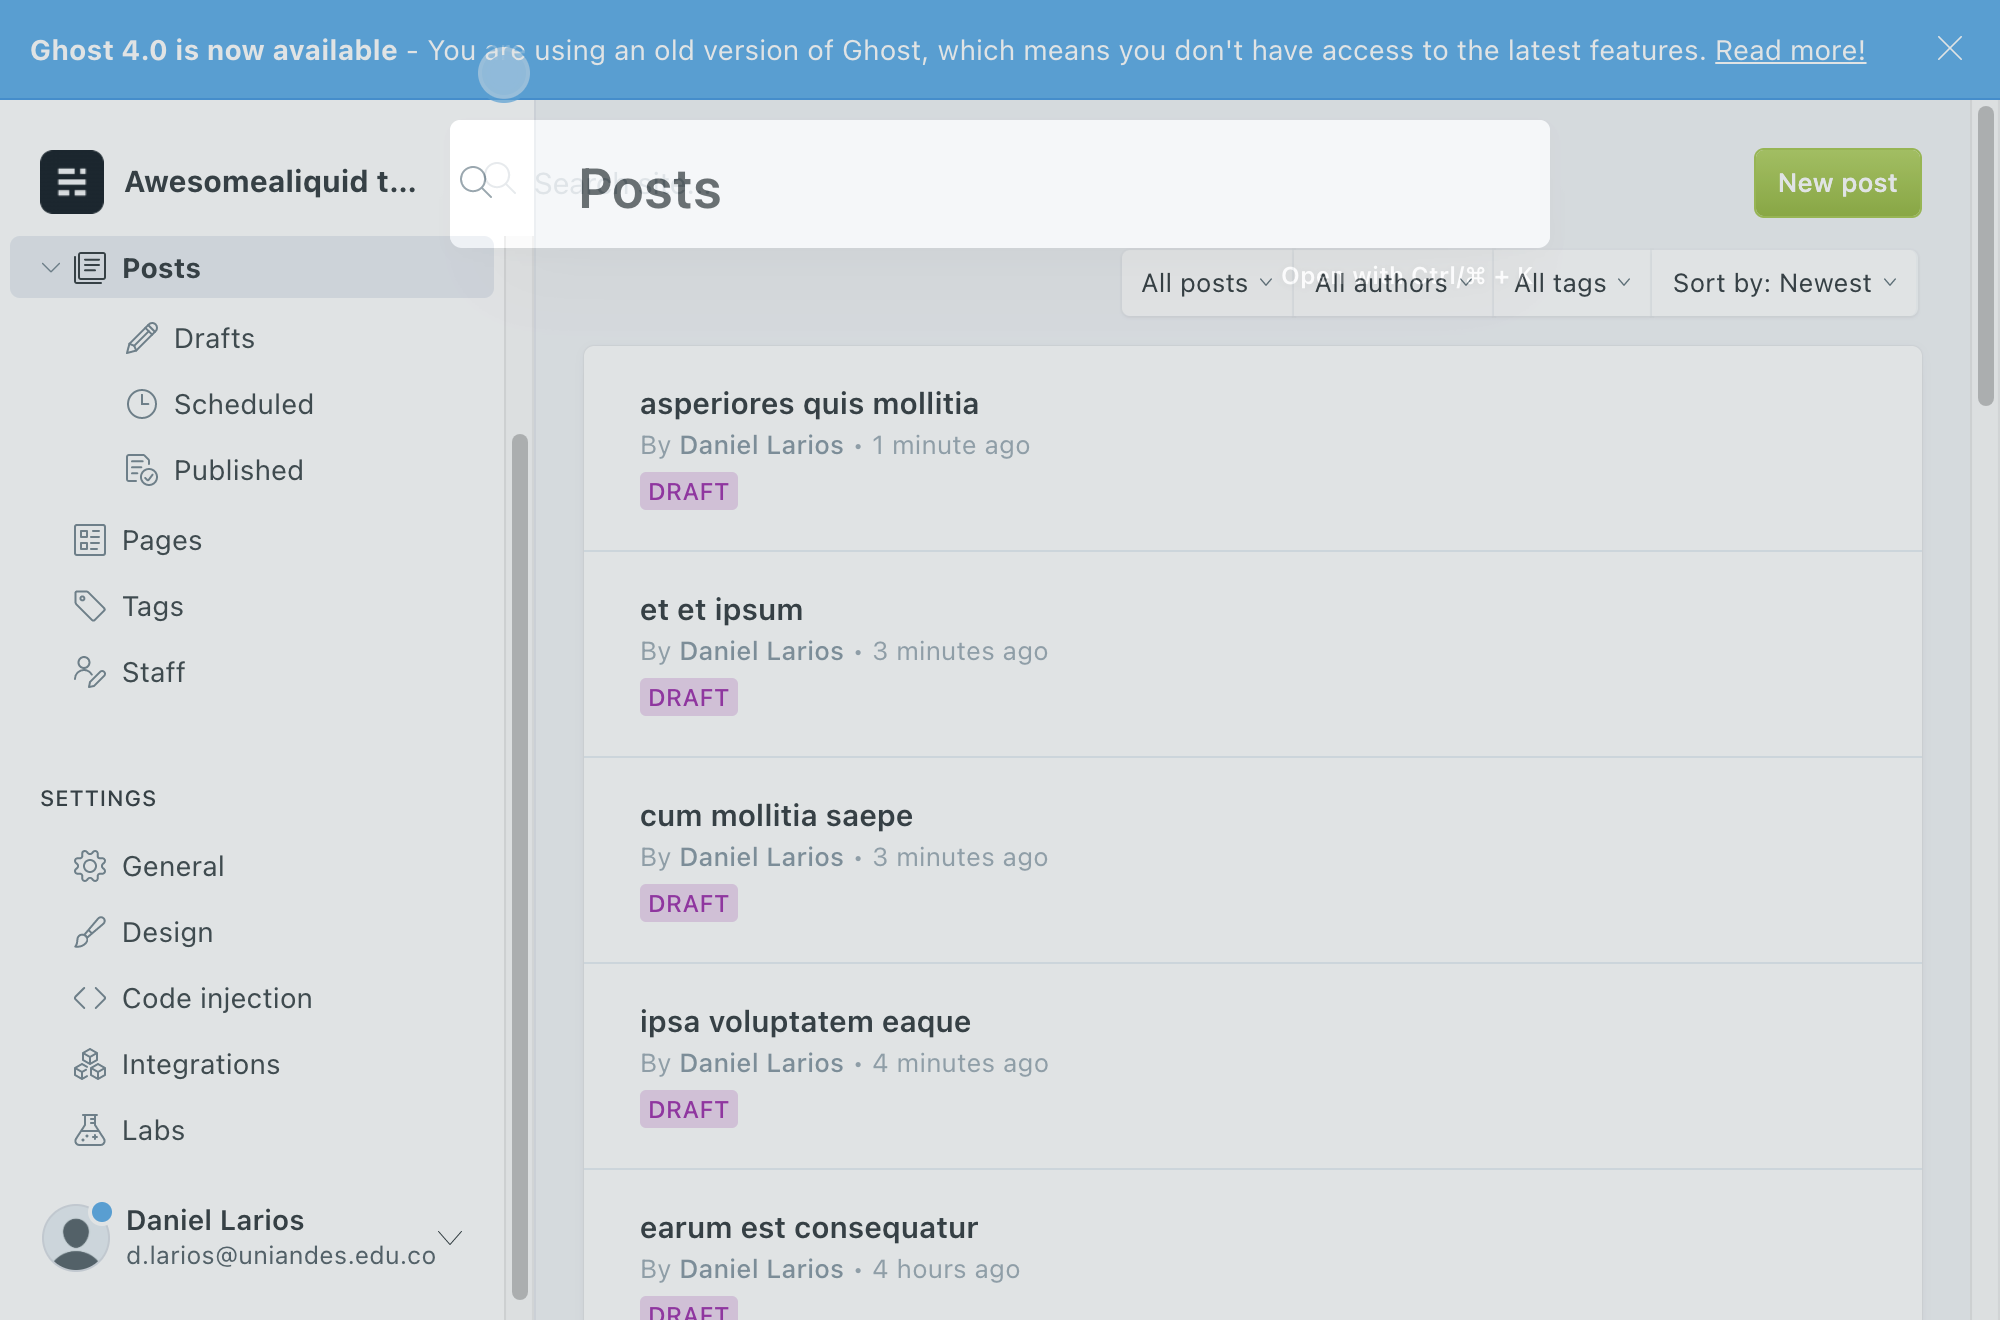 Ghost 4.0 is now available - You are using an old version of Ghost, which means you don't have access to the latest features. Read more!
Awesomealiquid t...
Search site...
Posts
New post
Posts
Drafts
Scheduled
Published
Pages
Tags
Staff
SETTINGS
General
Design
Code injection
Integrations
Labs
Daniel Larios
d.larios@uniandes.edu.co
Open with Ctrl/⌘ + K
All posts
All authors
All tags
Sort by: Newest
asperiores quis mollitia
By Daniel Larios • 1 minute ago
DRAFT
et et ipsum
By Daniel Larios • 3 minutes ago
DRAFT
cum mollitia saepe
By Daniel Larios • 3 minutes ago
DRAFT
ipsa voluptatem eaque
By Daniel Larios • 4 minutes ago
DRAFT
earum est consequatur
By Daniel Larios • 4 hours ago
DRAFT